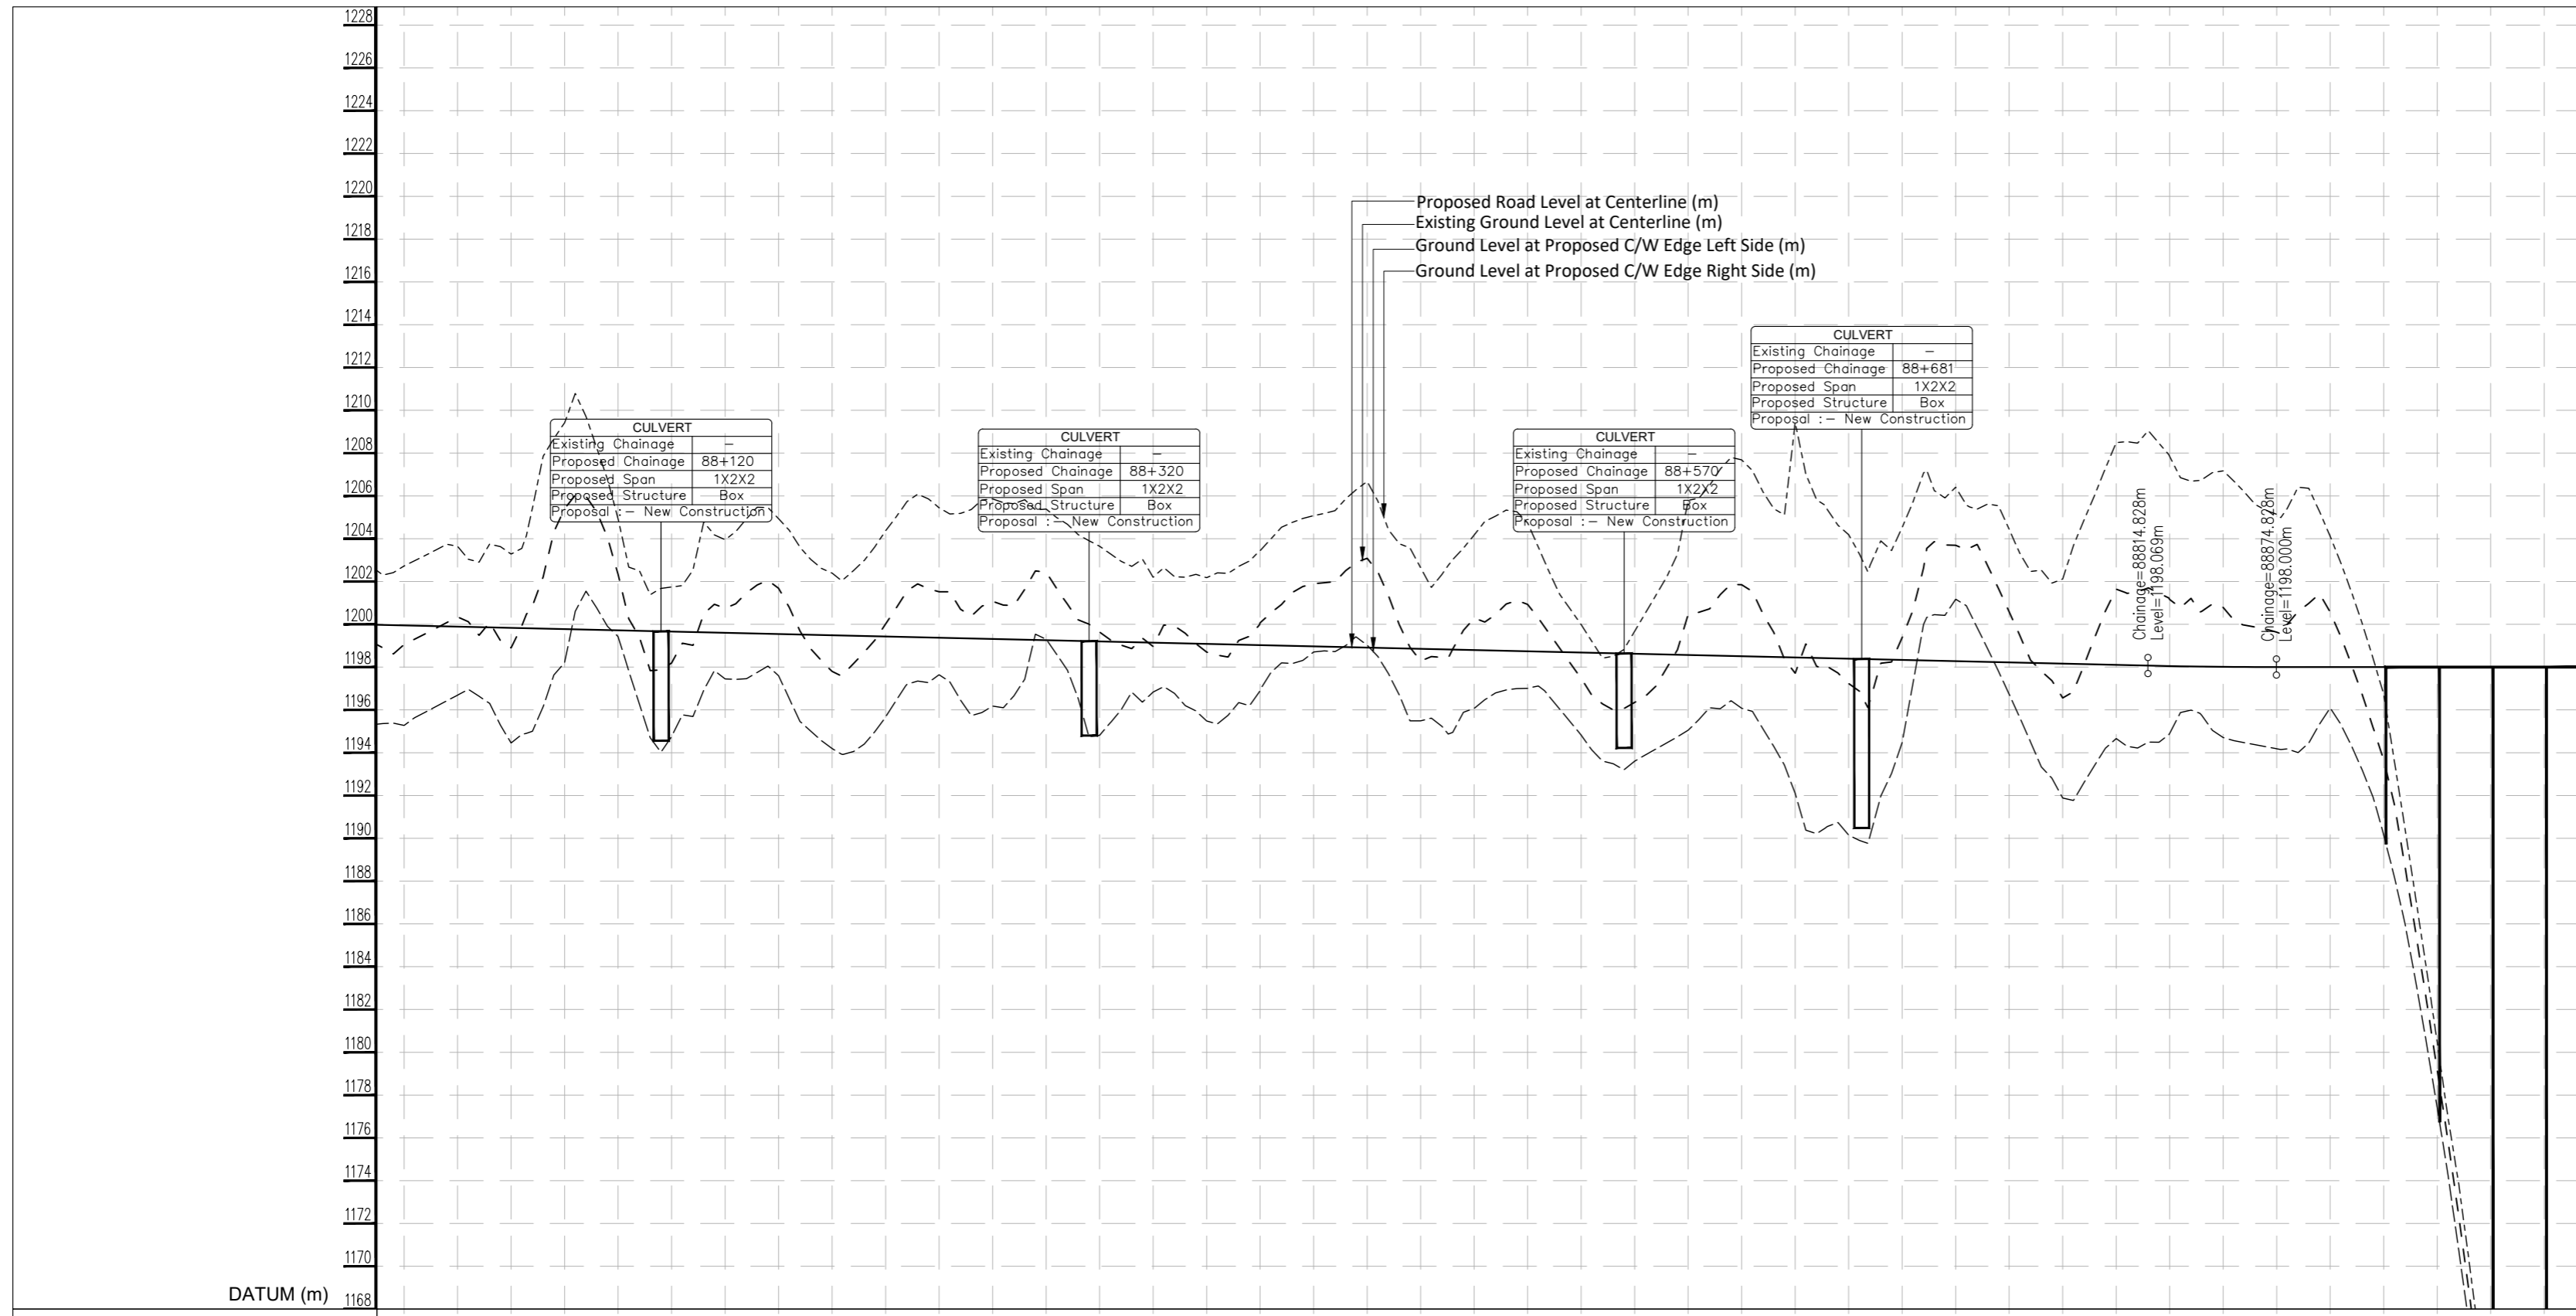 1228
1226
1224
1222
1220
1218
1216
1214
1212
1210
1208
1206
1204
1202
1200
1198
1196
1194
1192
1190
1188
1186
1184
1182
1180
1178
1176
1174
1172
1170
1168
DATUM (m)
Proposed Road Level at Centerline (m)
Existing Ground Level at Centerline (m)
Ground Level at Proposed C/W Edge Left Side (m)
Ground Level at Proposed C/W Edge Right Side (m)
CULVERT
Existing Chainage –
Proposed Chainage 88+120
Proposed Span 1X2X2
Proposed Structure Box
Proposal :– New Construction
CULVERT
Existing Chainage –
Proposed Chainage 88+320
Proposed Span 1X2X2
Proposed Structure Box
Proposal :– New Construction
CULVERT
Existing Chainage –
Proposed Chainage 88+570
Proposed Span 1X2X2
Proposed Structure Box
Proposal :– New Construction
CULVERT
Existing Chainage –
Proposed Chainage 88+681
Proposed Span 1X2X2
Proposed Structure Box
Proposal :– New Construction
Chainage=88814.828m
Level=1198.069m
Chainage=88874.828m
Level=1198.000m